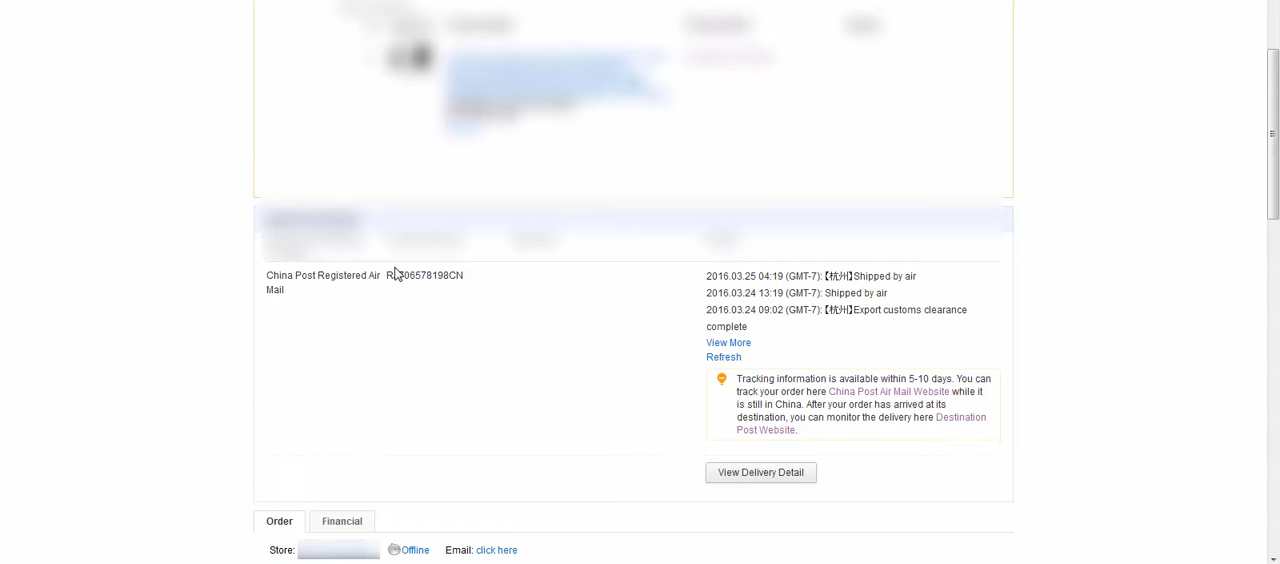 China Post Registered Air
Mail
2016.03.25 04:19 (GMT-7): 【杭州】Shipped by air
2016.03.24 13:19 (GMT-7): Shipped by air
2016.03.24 09:02 (GMT-7): 【杭州】Export customs clearance
complete
View More
Refresh
Tracking information is available within 5-10 days. You can
track your order here China Post Air Mail Website while it
is still in China. After your order has arrived at its
destination, you can monitor the delivery here Destination
Post Website.
View Delivery Detail
Order Financial
Store: Offline Email: click here